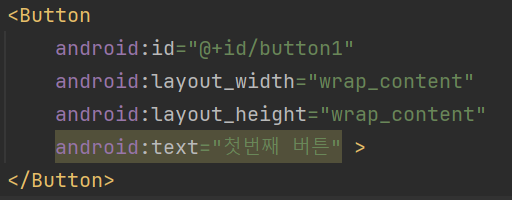 <Button
android:id="@+id/button1"
android:layout_width="wrap_content"
android:layout_height="wrap_content"
android:text="첫번째 버튼" >
</Button>